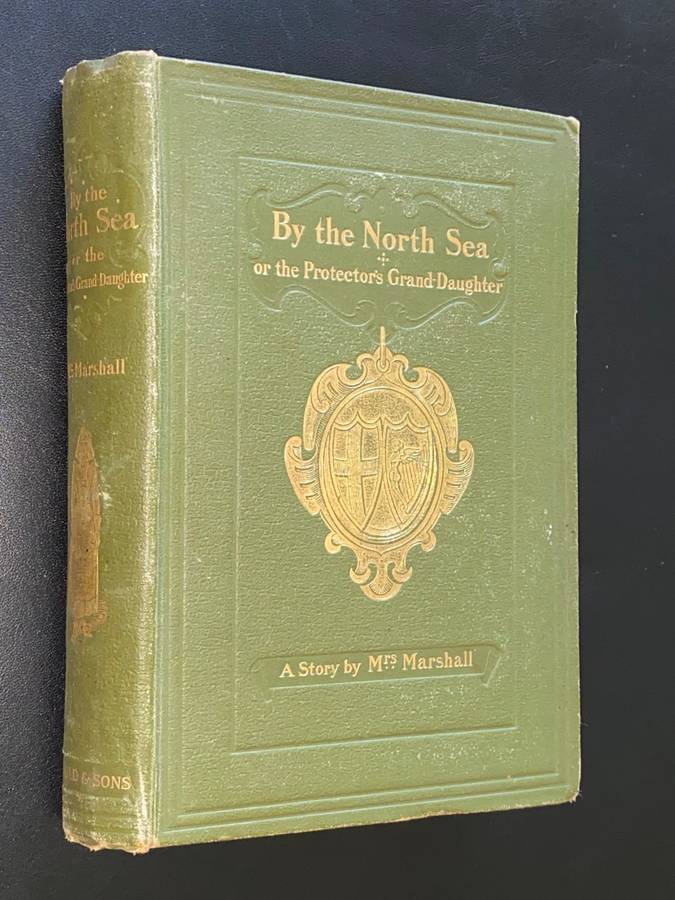 By the
Sea
or the
Grand-Daughter
Marshall
& SONS
By the North Sea
or the Protector's Grand-Daughter
A Story by Mrs Marshall